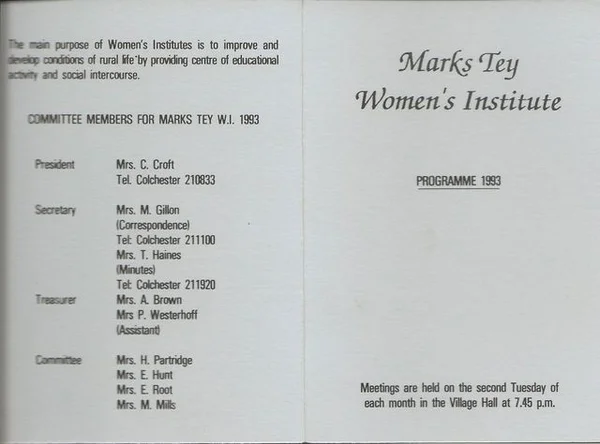 The main purpose of Women's Institutes is to improve and
develop conditions of rural life by providing centre of educational
activity and social intercourse.
COMMITTEE MEMBERS FOR MARKS TEY W.I. 1993
President Mrs. C. Croft
Tel. Colchester 210833
Secretary Mrs. M. Gillon
(Correspondence)
Tel: Colchester 211100
Mrs. T. Haines
(Minutes)
Tel: Colchester 211920
Treasurer Mrs. A. Brown
Mrs P. Westerhoff
(Assistant)
Committee Mrs. H. Partridge
Mrs. E. Hunt
Mrs. E. Root
Mrs. M. Mills
Marks Tey
Women's Institute
PROGRAMME 1993
Meetings are held on the second Tuesday of
each month in the Village Hall at 7.45 p.m.